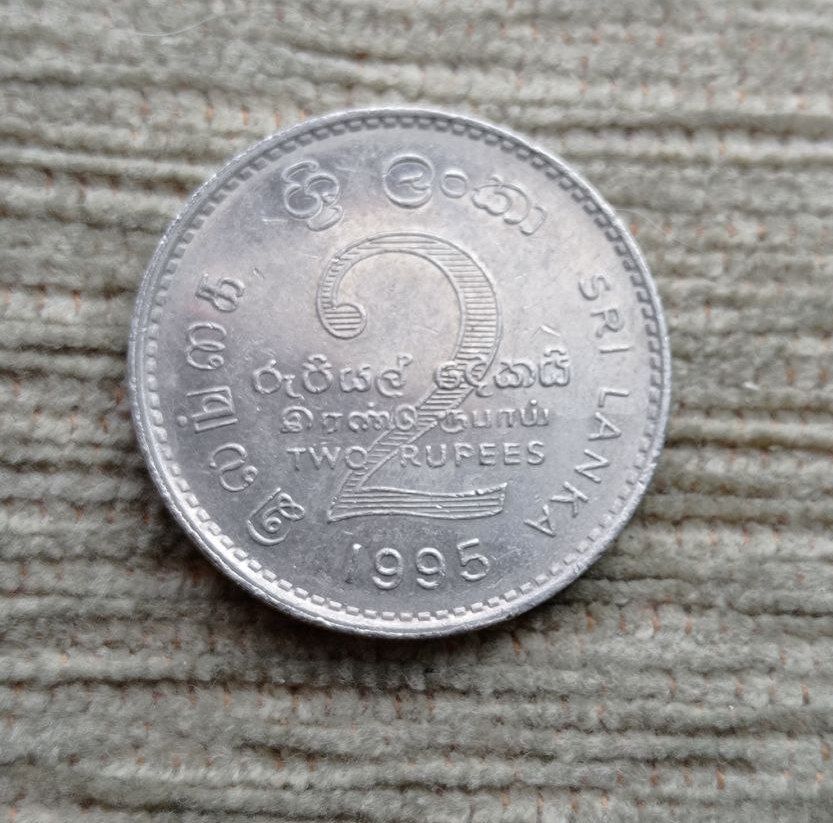 ශ්‍රී ලංකා
இலங்கை
SRI LANKA
2
රුපියල් දෙකයි
இரண்டு ரூபாய்
TWO RUPEES
1995